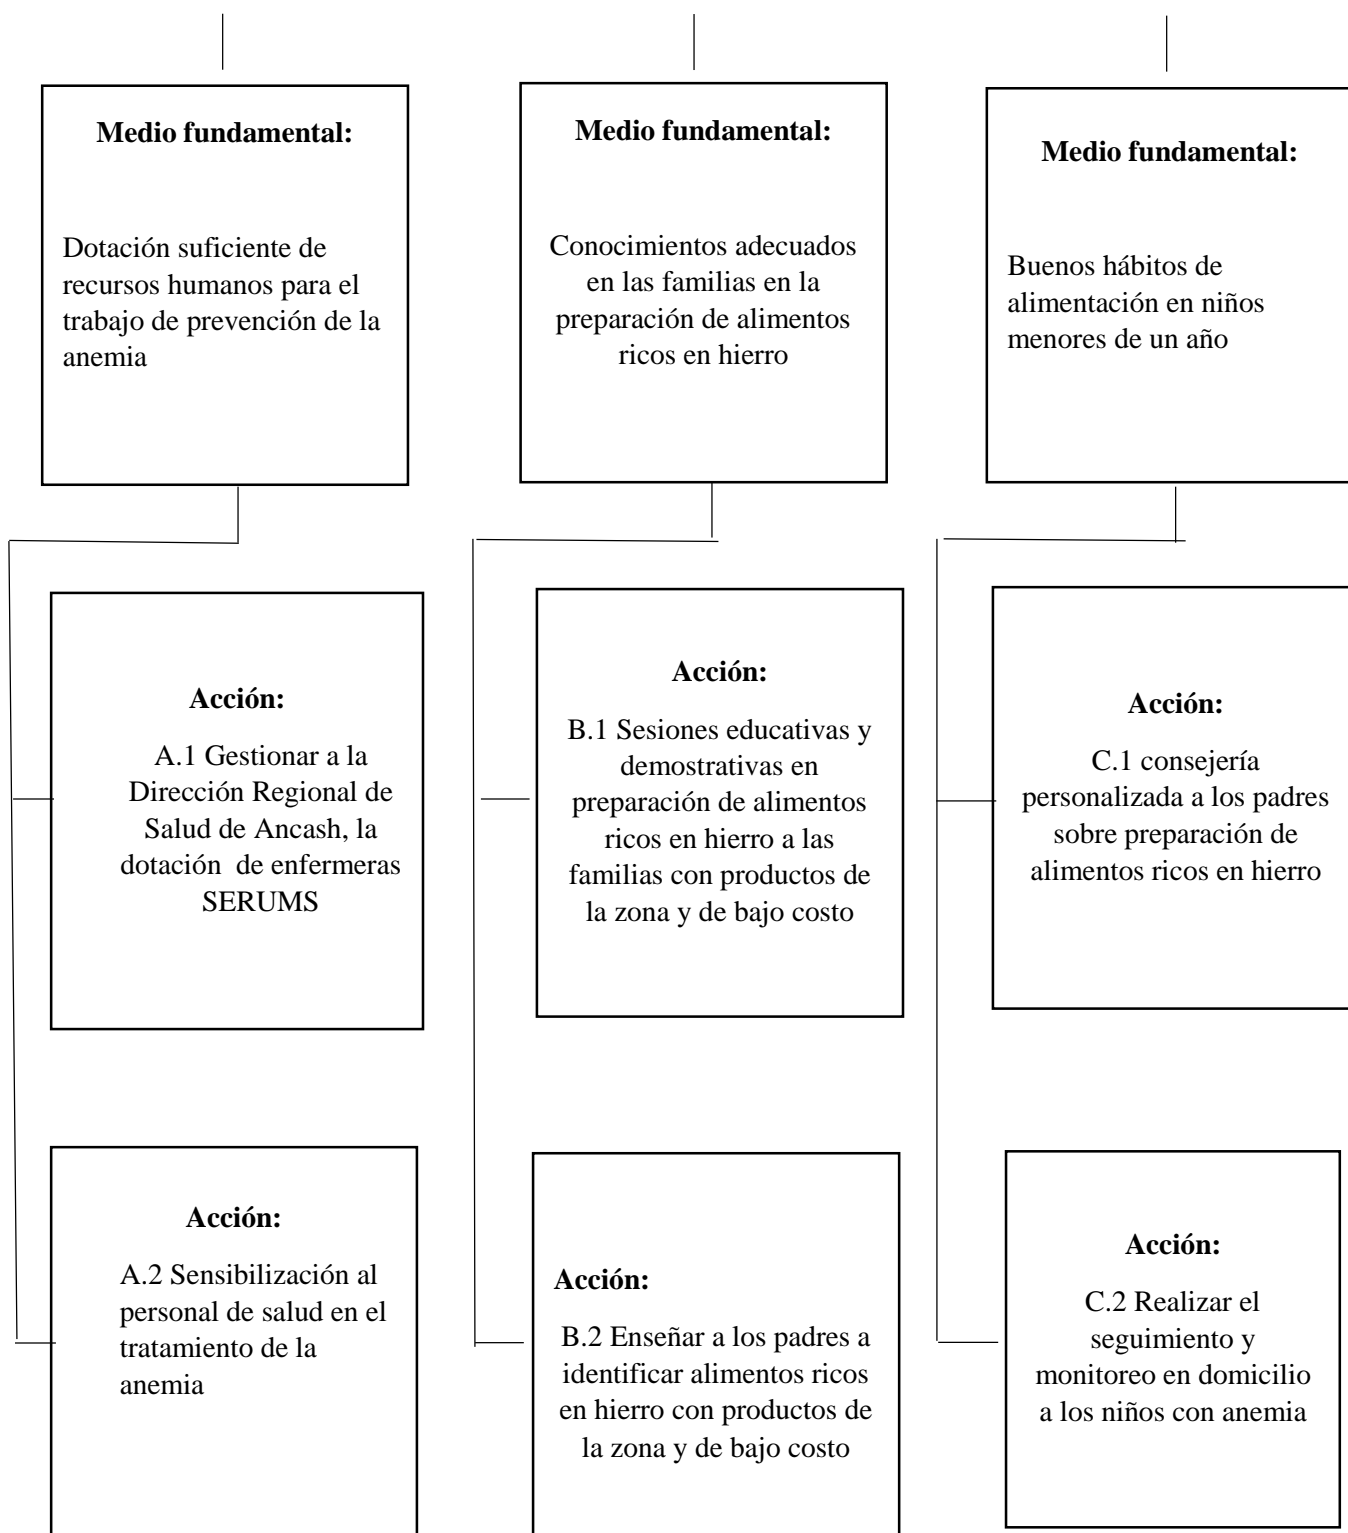 Medio fundamental:
Dotación suficiente de
recursos humanos para el
trabajo de prevención de la
anemia
Medio fundamental:
Conocimientos adecuados
en las familias en la
preparación de alimentos
ricos en hierro
Medio fundamental:
Buenos hábitos de
alimentación en niños
menores de un año
Acción:
A.1 Gestionar a la
Dirección Regional de
Salud de Ancash, la
dotación  de enfermeras
SERUMS
Acción:
B.1 Sesiones educativas y
demostrativas en
preparación de alimentos
ricos en hierro a las
familias con productos de
la zona y de bajo costo
Acción:
C.1 consejería
personalizada a los padres
sobre preparación de
alimentos ricos en hierro
Acción:
A.2 Sensibilización al
personal de salud en el
tratamiento de la
anemia
Acción:
B.2 Enseñar a los padres a
identificar alimentos ricos
en hierro con productos de
la zona y de bajo costo
Acción:
C.2 Realizar el
seguimiento y
monitoreo en domicilio
a los niños con anemia